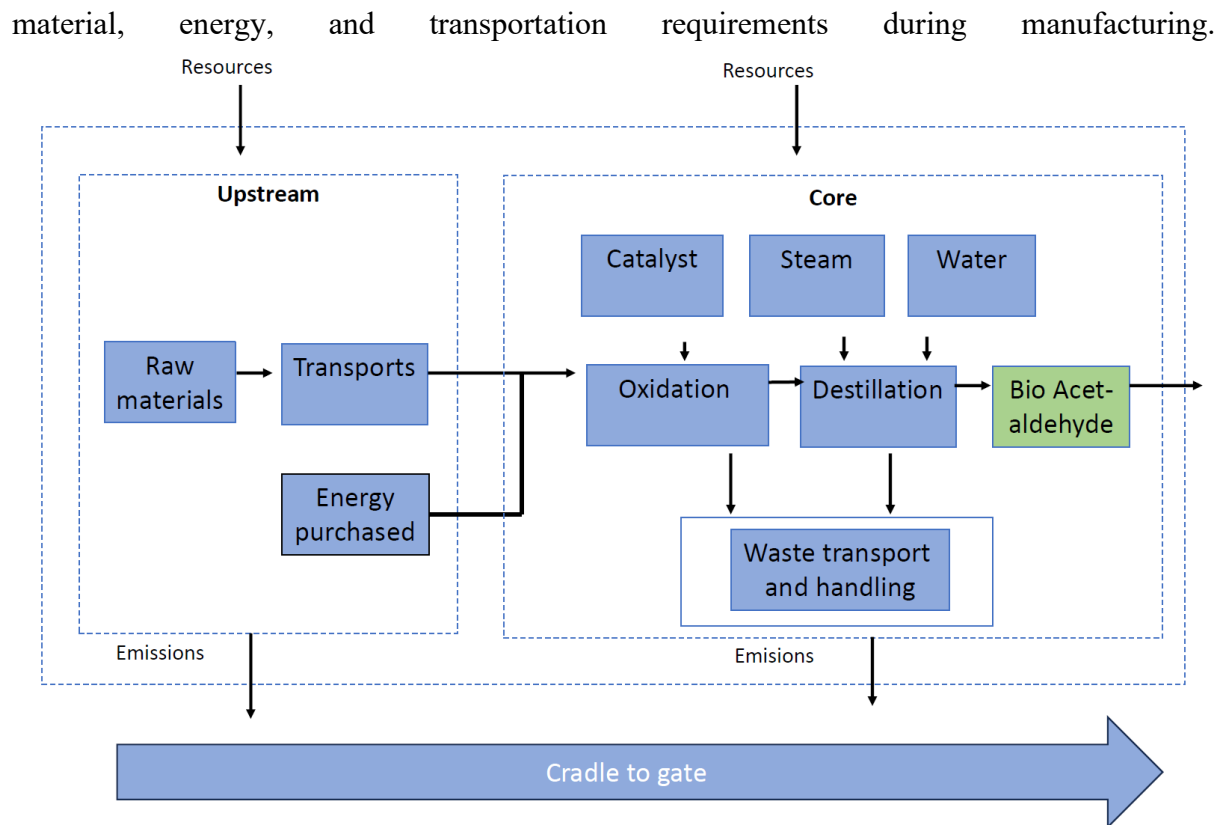 material, energy, and transportation requirements during manufacturing.
Resources
Resources
Upstream
Core
Catalyst
Steam
Water
Raw
materials
Transports
Oxidation
Destillation
Bio Acet-
aldehyde
Energy
purchased
Waste transport
and handling
Emissions
Emisions
Cradle to gate